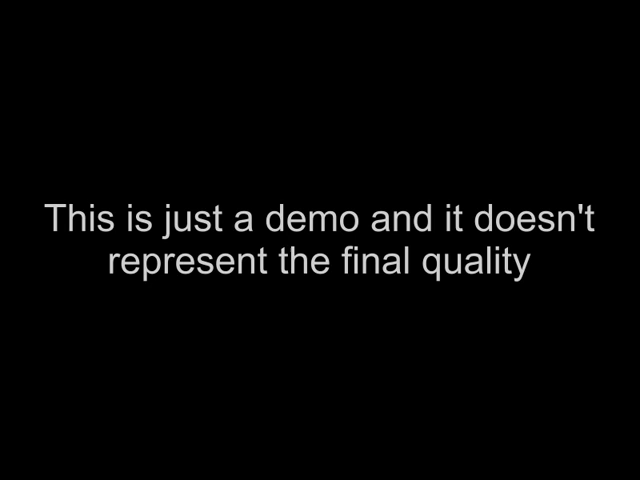 This is just a demo and it doesn't
represent the final quality